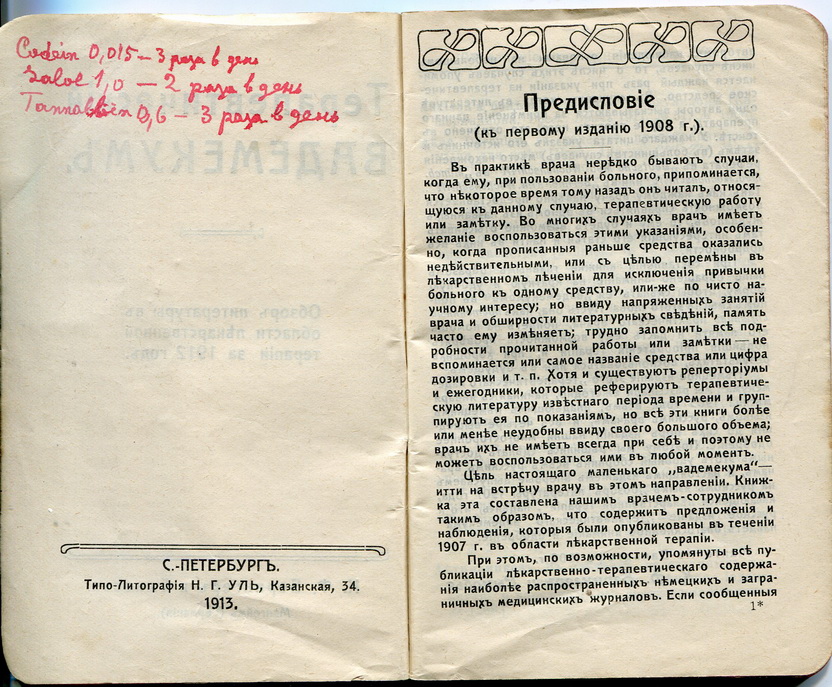 Codein 0,015 — 3 раза в день
Salol 1,0 — 2 раза в день
Tannalbin 0,6 — 3 раза в день
С.-ПЕТЕРБУРГЪ.
Типо-Литографія Н. Г. УЛЬ, Казанская, 34.
1913.
Предисловіе
(къ первому изданію 1908 г.).
Въ практикѣ врача нерѣдко бываютъ случаи,
когда ему, при пользованіи больного, припоминается,
что нѣкоторое время тому назадъ онъ читалъ, относя-
щуюся къ данному случаю, терапевтическую работу
или замѣтку. Во многихъ случаяхъ врачъ имѣетъ
желаніе воспользоваться этими указаніями, особен-
но, когда прописанныя раньше средства оказались
недѣйствительными, или съ цѣлью перемѣны въ
лѣкарственномъ лѣченіи для исключенія привычки
больного къ одному средству, или-же по чисто на-
учному интересу; но ввиду напряженныхъ занятій
врача и обширности литературныхъ свѣдѣній, память
часто ему измѣняетъ; трудно запомнить всѣ под-
робности прочитанной работы или замѣтки — не
вспоминается или самое названіе средства или цифра
дозировки и т. п. Хотя и существуютъ реперторіумы
и ежегодники, которые реферируютъ терапевтиче-
скую литературу извѣстнаго періода времени и груп-
пируютъ ея по показаніямъ, но всѣ эти книги болѣе
или менѣе неудобны ввиду своего большого объема;
врачъ ихъ не имѣетъ всегда при себѣ и поэтому не
можетъ воспользоваться ими въ любой моментъ.
Цѣль настоящаго маленькаго „вадемекума“—
итти на встрѣчу врачу въ этомъ направленіи. Книж-
ка эта составлена нашимъ врачемъ-сотрудникомъ
такимъ образомъ, что содержитъ предложенія и
наблюденія, которыя были опубликованы въ теченіи
1907 г. въ области лѣкарственной терапіи.
При этомъ, по возможности, упомянуты всѣ пу-
бликаціи лѣкарственно-терапевтическаго содержа-
нія наиболѣе распространенныхъ нѣмецкихъ и загра-
ничныхъ медицинскихъ журналовъ. Если сообщенныя
1*